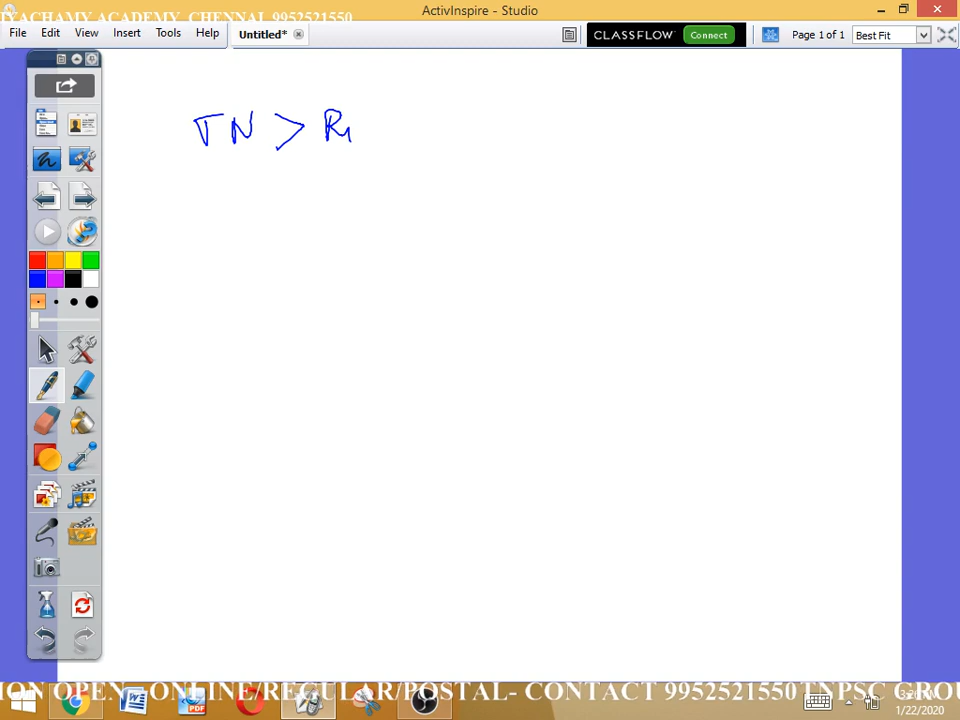 IYACHAMY ACADEMY, CHENNAI 9952521550
ActivInspire - Studio
File Edit View Insert Tools Help Untitled*
CLASSFLOW Connect Page 1 of 1 Best Fit
TN > R
ION OPEN - ONLINE/REGULAR/POSTAL- CONTACT 9952521550 TNPSC GROU
1/22/2020